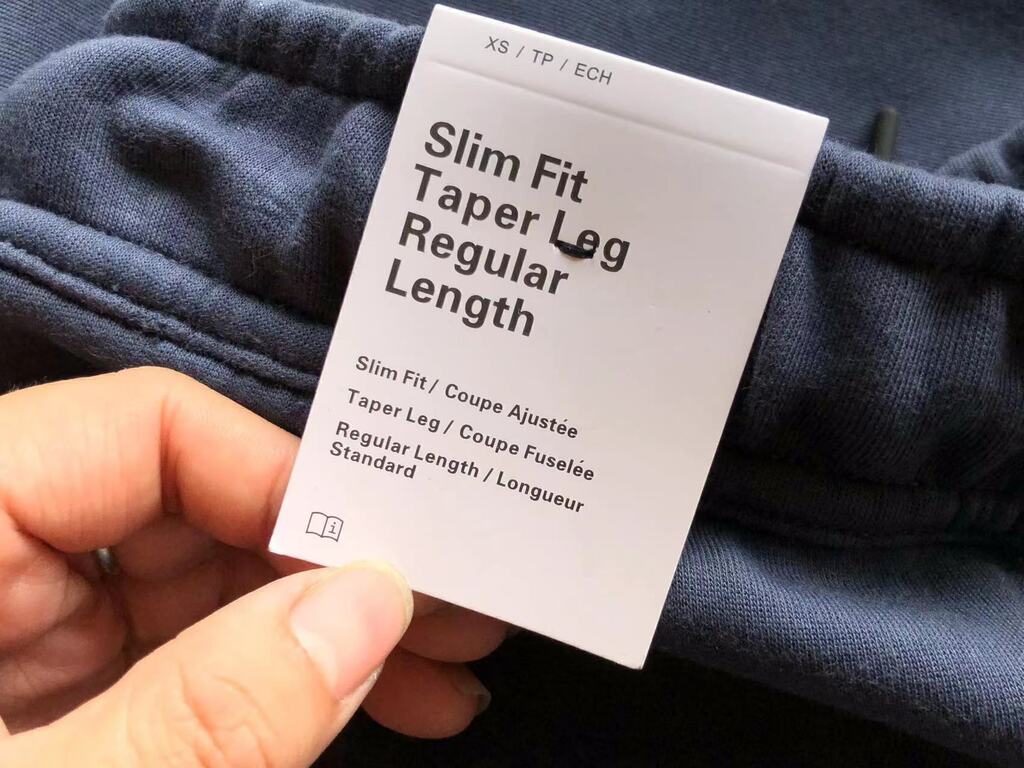 XS / TP / ECH
Slim Fit
Taper Leg
Regular
Length
Slim Fit / Coupe Ajustée
Taper Leg / Coupe Fuselée
Regular Length / Longueur
Standard
i